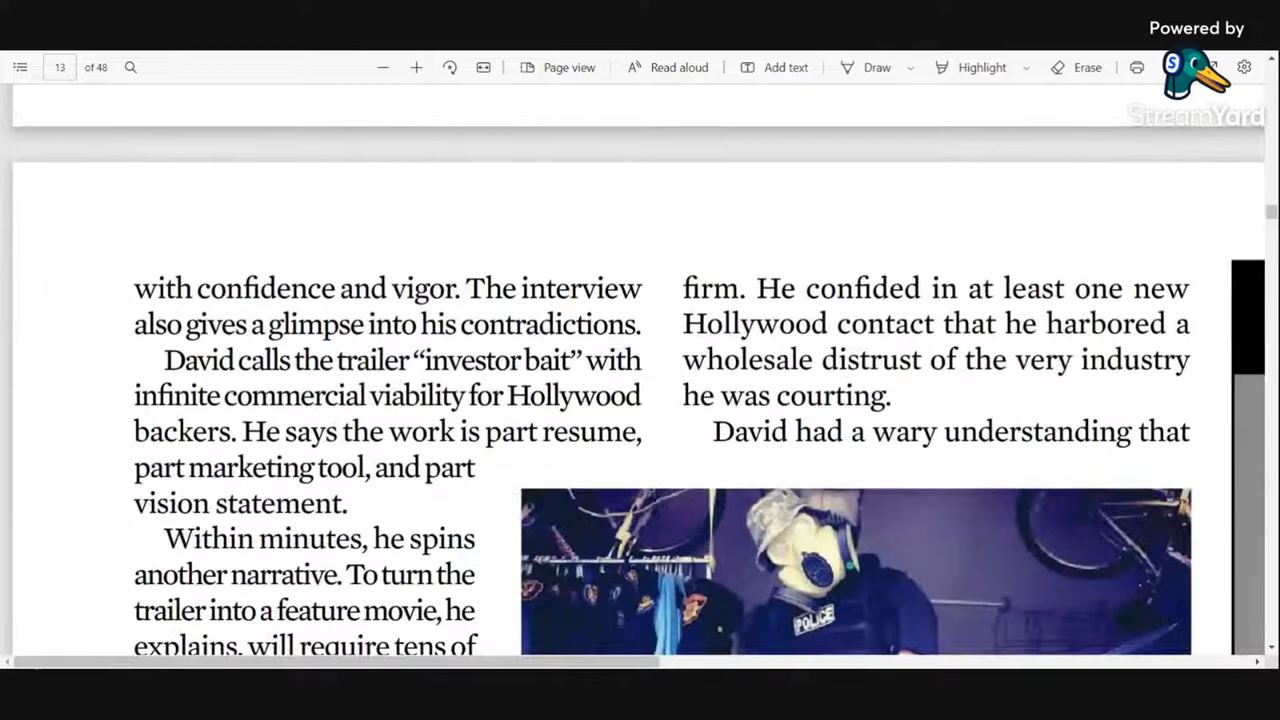 Powered by
13 of 48
Page view
Read aloud
Add text
Draw
Highlight
Erase
S
StreamYard
with confidence and vigor. The interview
also gives a glimpse into his contradictions.
David calls the trailer “investor bait” with
infinite commercial viability for Hollywood
backers. He says the work is part resume,
part marketing tool, and part
vision statement.
Within minutes, he spins
another narrative. To turn the
trailer into a feature movie, he
explains, will require tens of
firm. He confided in at least one new
Hollywood contact that he harbored a
wholesale distrust of the very industry
he was courting.
David had a wary understanding that
POLICE